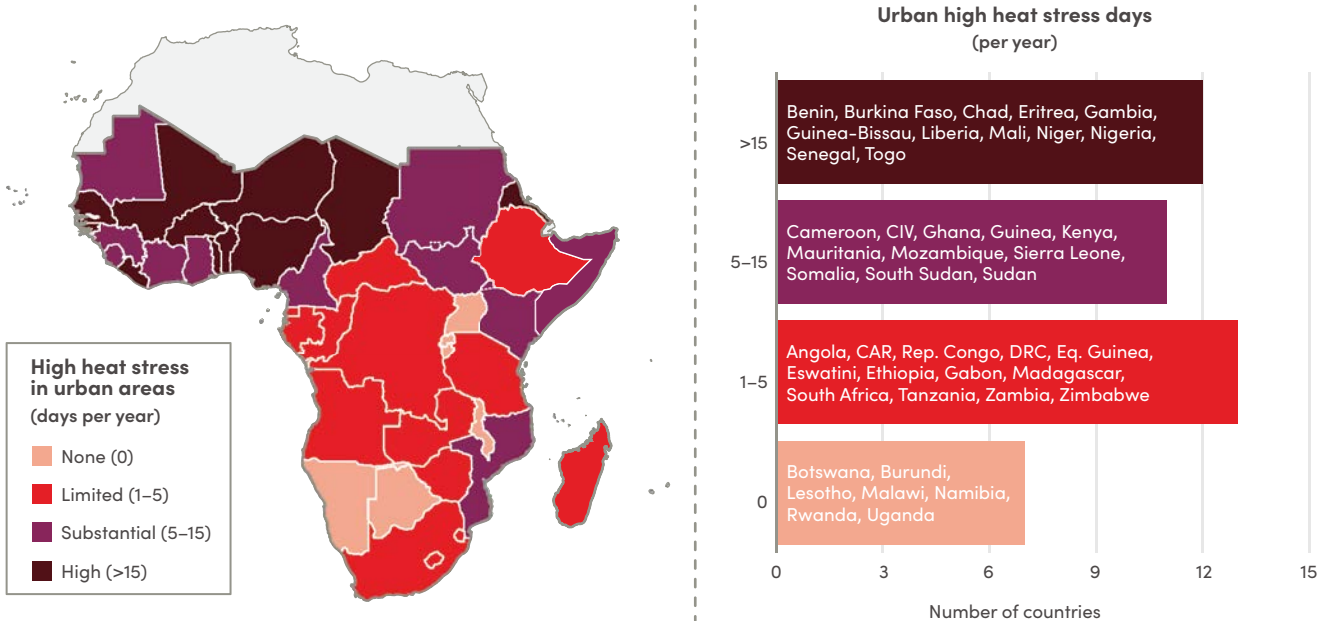 High heat stress
in urban areas
(days per year)
None (0)
Limited (1–5)
Substantial (5–15)
High (>15)
Urban high heat stress days
(per year)
>15
Benin, Burkina Faso, Chad, Eritrea, Gambia,
Guinea-Bissau, Liberia, Mali, Niger, Nigeria,
Senegal, Togo
5–15
Cameroon, CIV, Ghana, Guinea, Kenya,
Mauritania, Mozambique, Sierra Leone,
Somalia, South Sudan, Sudan
1–5
Angola, CAR, Rep. Congo, DRC, Eq. Guinea,
Eswatini, Ethiopia, Gabon, Madagascar,
South Africa, Tanzania, Zambia, Zimbabwe
0
Botswana, Burundi,
Lesotho, Malawi, Namibia,
Rwanda, Uganda
0 3 6 9 12 15
Number of countries